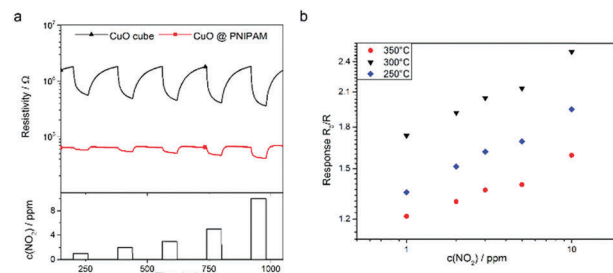 a
CuO cube
CuO @ PNIPAM
Resistivity / Ω
10⁷
10⁶
10⁵
c(NO₂) / ppm
8
4
0
250
500
750
1000
b
350°C
300°C
250°C
Response R₀/R
2.4
2.1
1.8
1.5
1.2
1
10
c(NO₂) / ppm